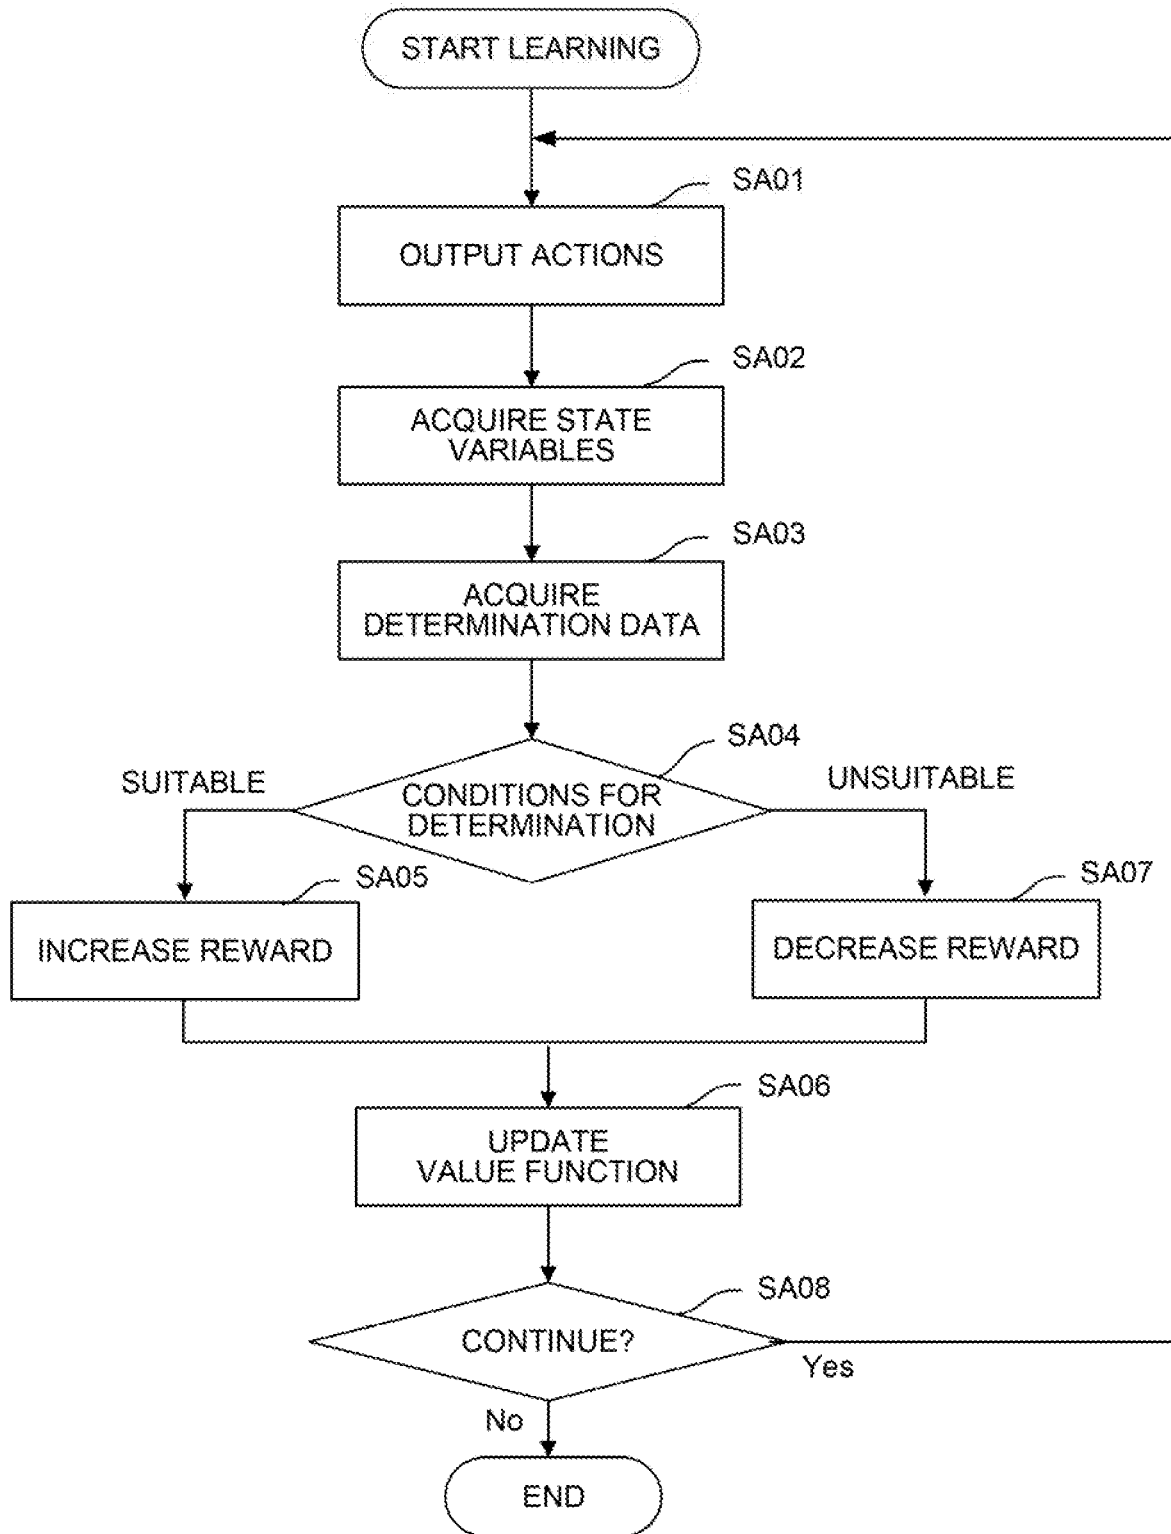 START LEARNING
SA01
OUTPUT ACTIONS
SA02
ACQUIRE STATE
VARIABLES
SA03
ACQUIRE
DETERMINATION DATA
SA04
SUITABLE
UNSUITABLE
CONDITIONS FOR
DETERMINATION
SA05
SA07
INCREASE REWARD
DECREASE REWARD
SA06
UPDATE
VALUE FUNCTION
SA08
CONTINUE?
Yes
No
END